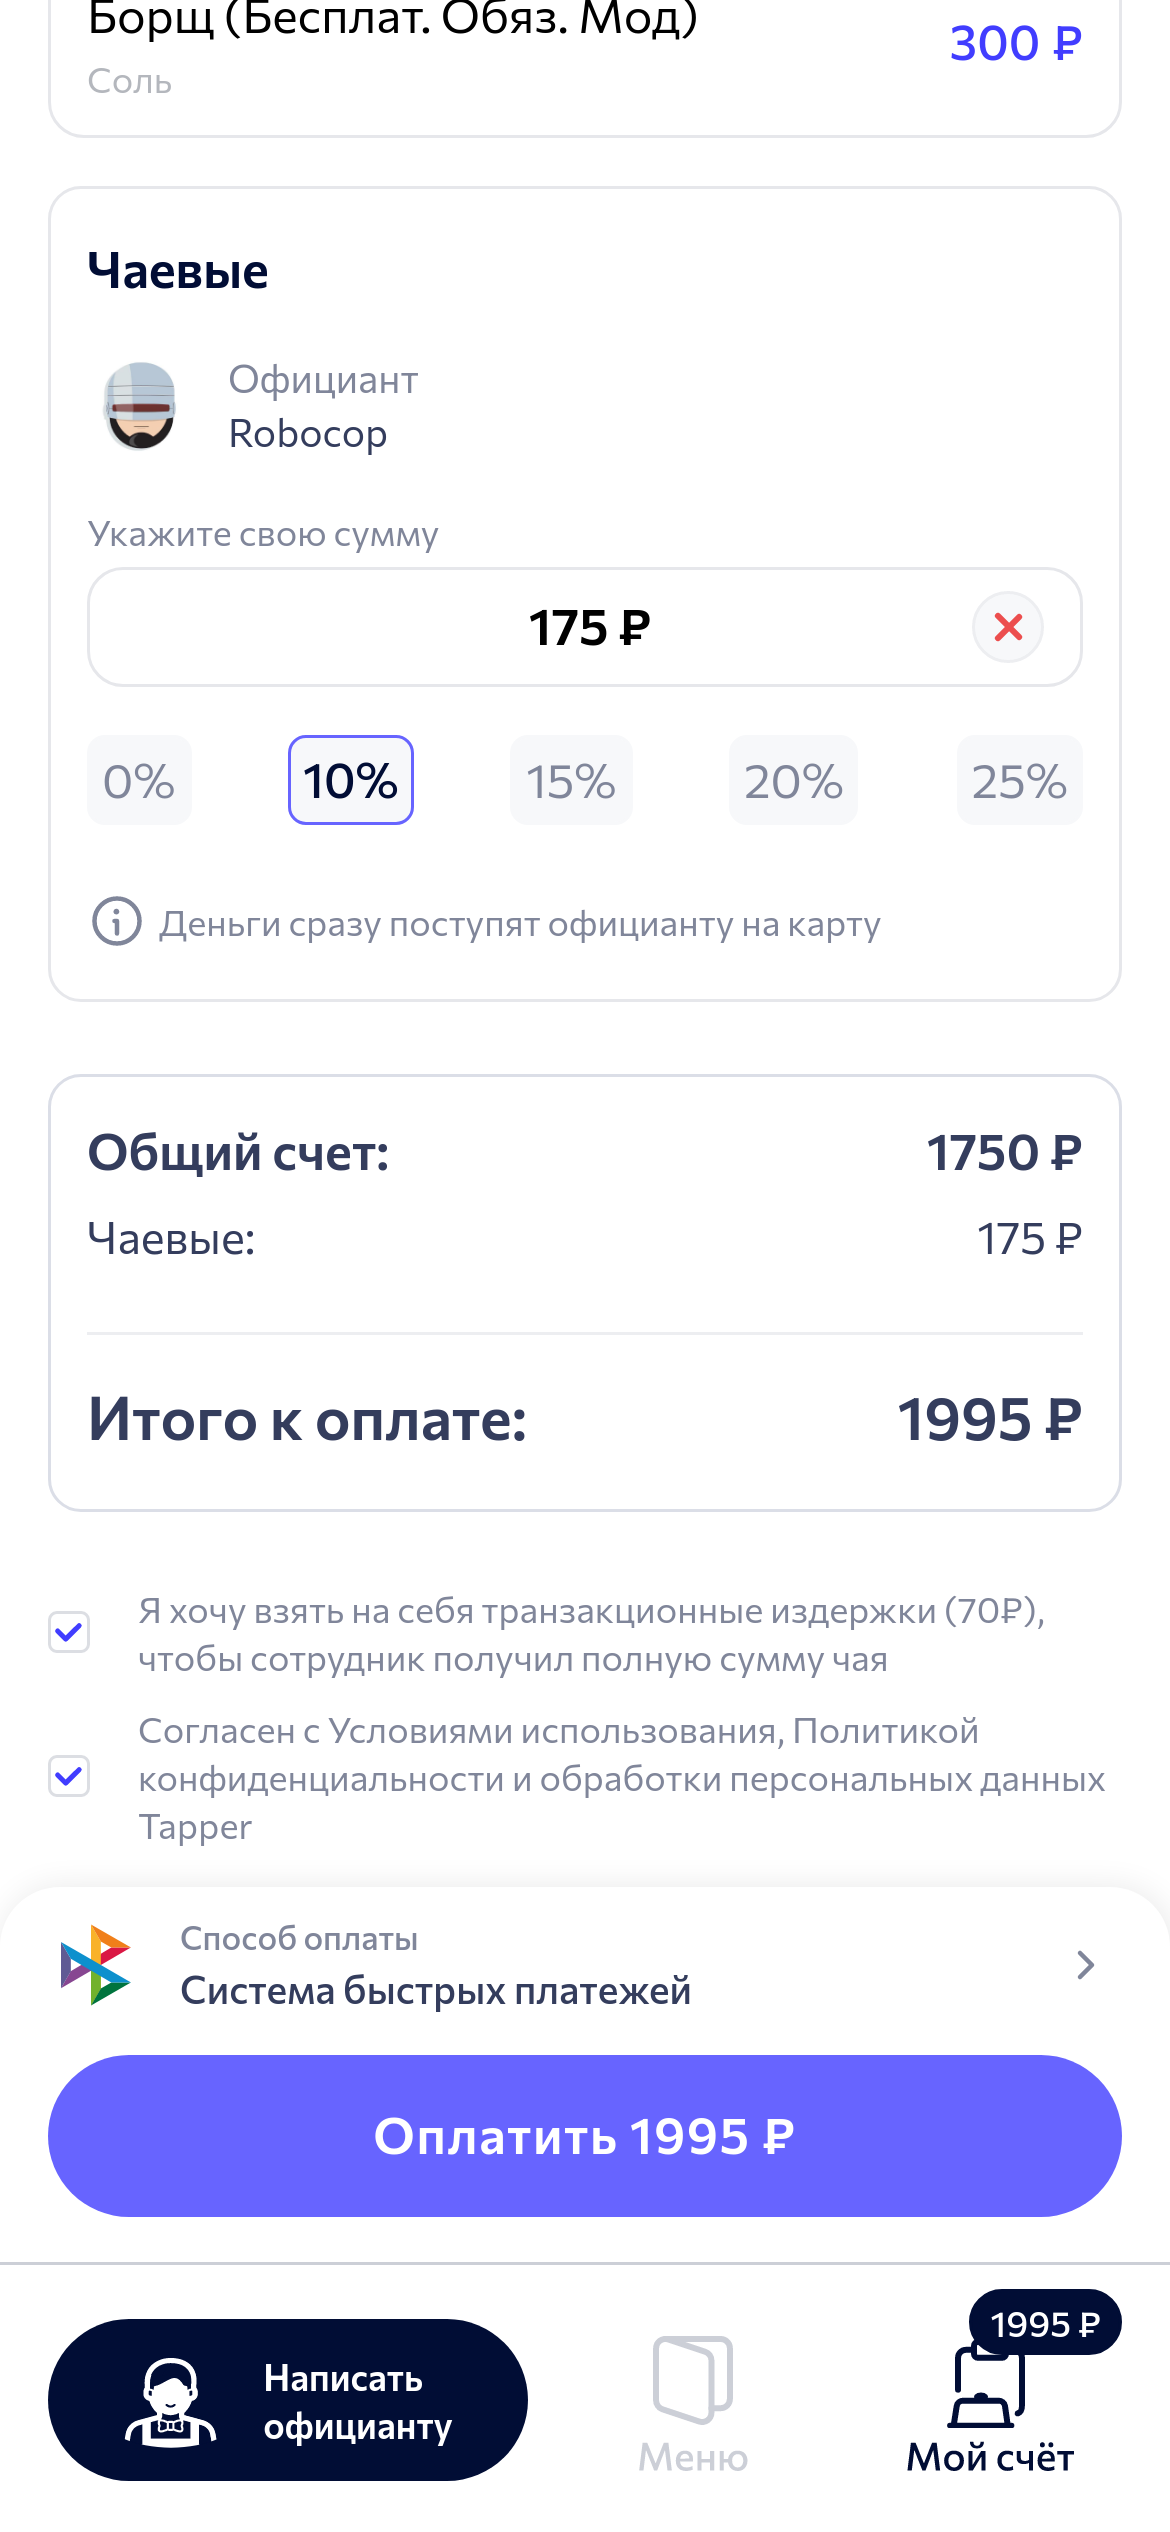 Борщ (Бесплат. Обяз. Мод)
300 ₽
Соль
Чаевые
Официант
Robocop
Укажите свою сумму
175 ₽
0% 10% 15% 20% 25%
Деньги сразу поступят официанту на карту
Общий счет: 1750 ₽
Чаевые: 175 ₽
Итого к оплате: 1995 ₽
Я хочу взять на себя транзакционные издержки (70₽),
чтобы сотрудник получил полную сумму чая
Согласен с Условиями использования, Политикой
конфиденциальности и обработки персональных данных
Tapper
Способ оплаты
Система быстрых платежей
Оплатить 1995 ₽
1995 ₽
Написать
официанту
Меню
Мой счёт